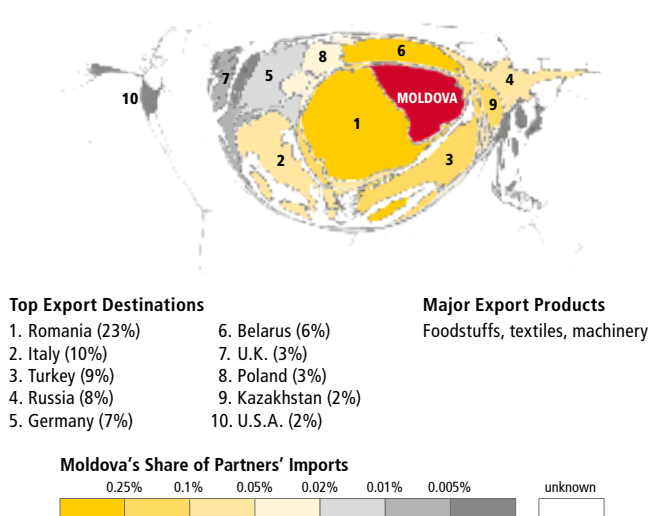 6
8
5
7
4
MOLDOVA
10
9
1
2
3
Top Export Destinations
1. Romania (23%)
2. Italy (10%)
3. Turkey (9%)
4. Russia (8%)
5. Germany (7%)
6. Belarus (6%)
7. U.K. (3%)
8. Poland (3%)
9. Kazakhstan (2%)
10. U.S.A. (2%)
Major Export Products
Foodstuffs, textiles, machinery
Moldova’s Share of Partners’ Imports
0.25% 0.1% 0.05% 0.02% 0.01% 0.005% unknown